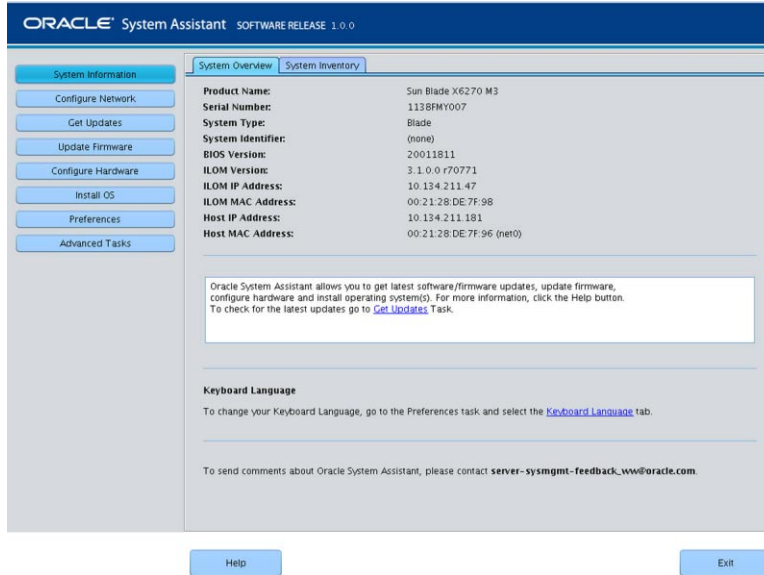 ORACLE System Assistant SOFTWARE RELEASE 1.0.0
System Information
Configure Network
Get Updates
Update Firmware
Configure Hardware
Install OS
Preferences
Advanced Tasks
System Overview System Inventory
Product Name: Sun Blade X6270 M3
Serial Number: 1138FMY007
System Type: Blade
System Identifier: (none)
BIOS Version: 20011811
ILOM Version: 3.1.0.0 r70771
ILOM IP Address: 10.134.211.47
ILOM MAC Address: 00:21:28:DE:7F:98
Host IP Address: 10.134.211.181
Host MAC Address: 00:21:28:DE:7F:96 (net0)
Oracle System Assistant allows you to get latest software/firmware updates, update firmware,
configure hardware and install operating system(s). For more information, click the Help button.
To check for the latest updates go to Get Updates Task.
Keyboard Language
To change your Keyboard Language, go to the Preferences task and select the Keyboard Language tab.
To send comments about Oracle System Assistant, please contact server-sysmgmt-feedback_ww@oracle.com.
Help
Exit